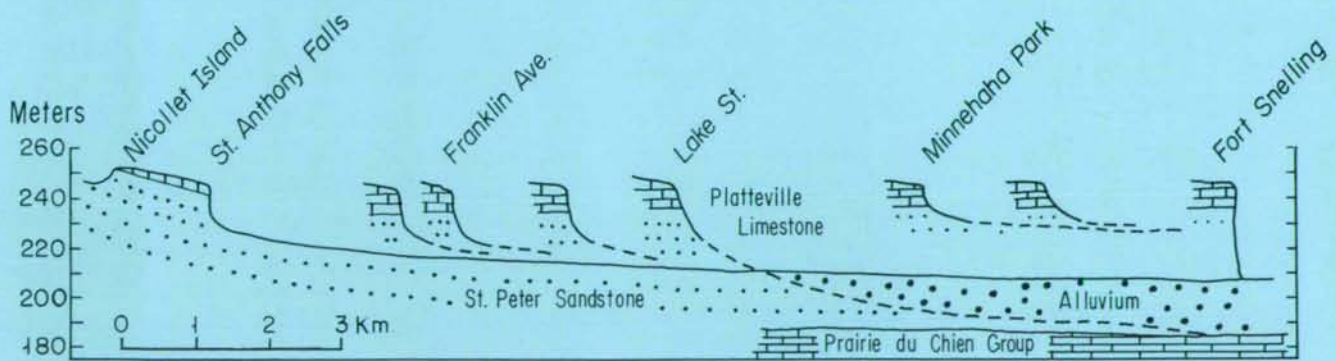 Nicollet Island
St. Anthony Falls
Franklin Ave.
Lake St.
Minnehaha Park
Fort Snelling
Meters
260
240
220
200
180
Platteville
Limestone
St. Peter Sandstone
Alluvium
0 1 2 3 Km.
Prairie du Chien Group